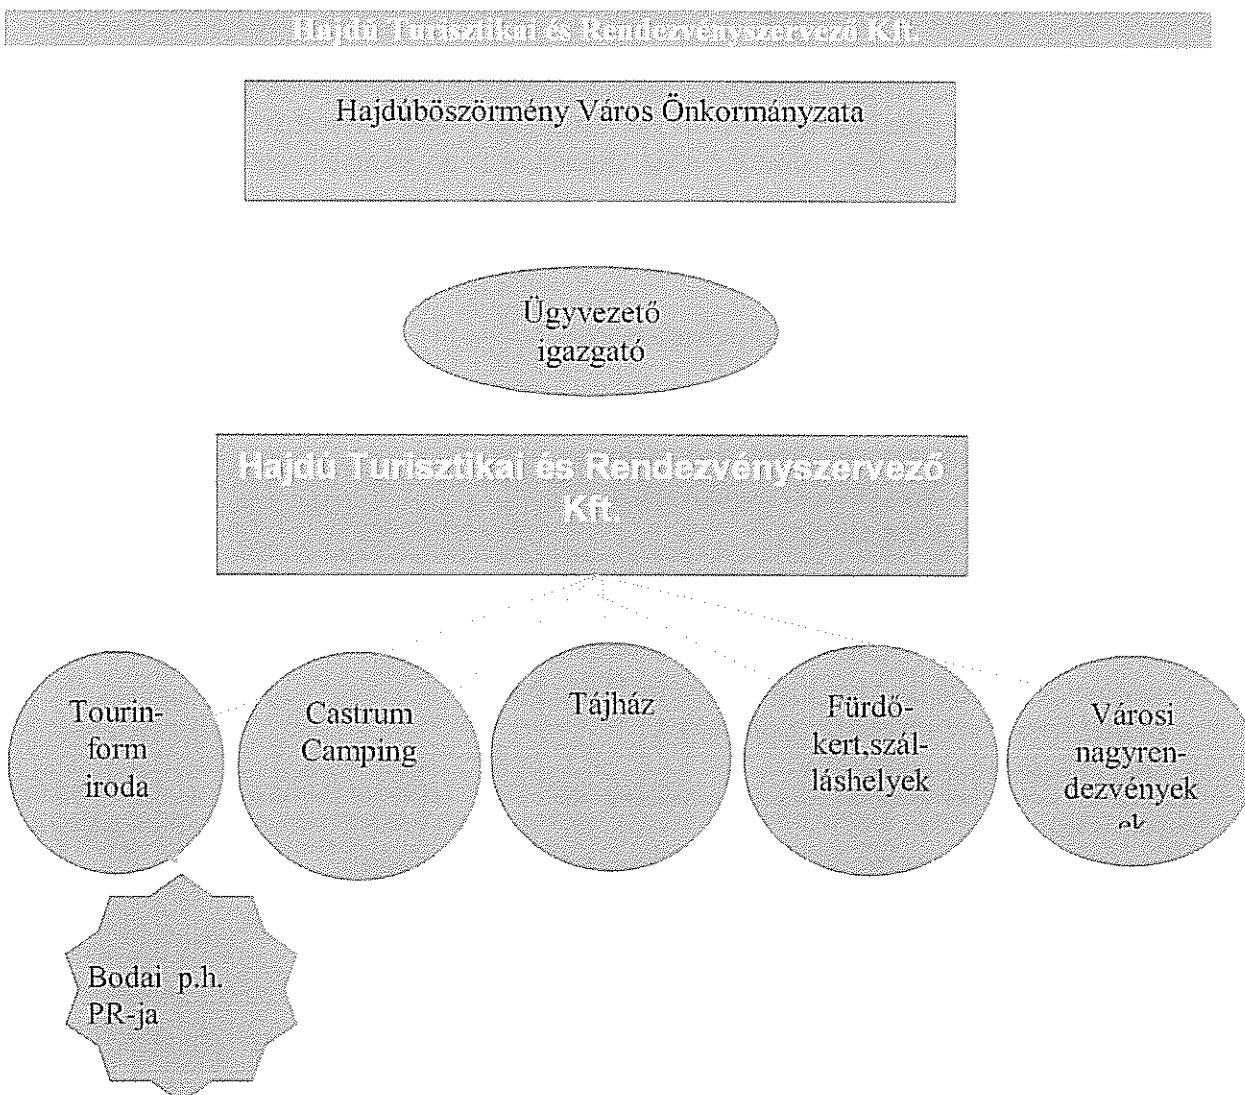 Hajdú Turisztikai és Rendezvényszervező Kft.
Hajdúböszörmény Város Önkormányzata
Ügyvezető
igazgató
Hajdú Turisztikai és Rendezvényszervező
Kft.
Tourin-
form
iroda
Castrum
Camping
Tájház
Fürdő-
kert,szál-
láshelyek
Városi
nagyren-
dezvények
ek
Bodai p.h.
PR-ja